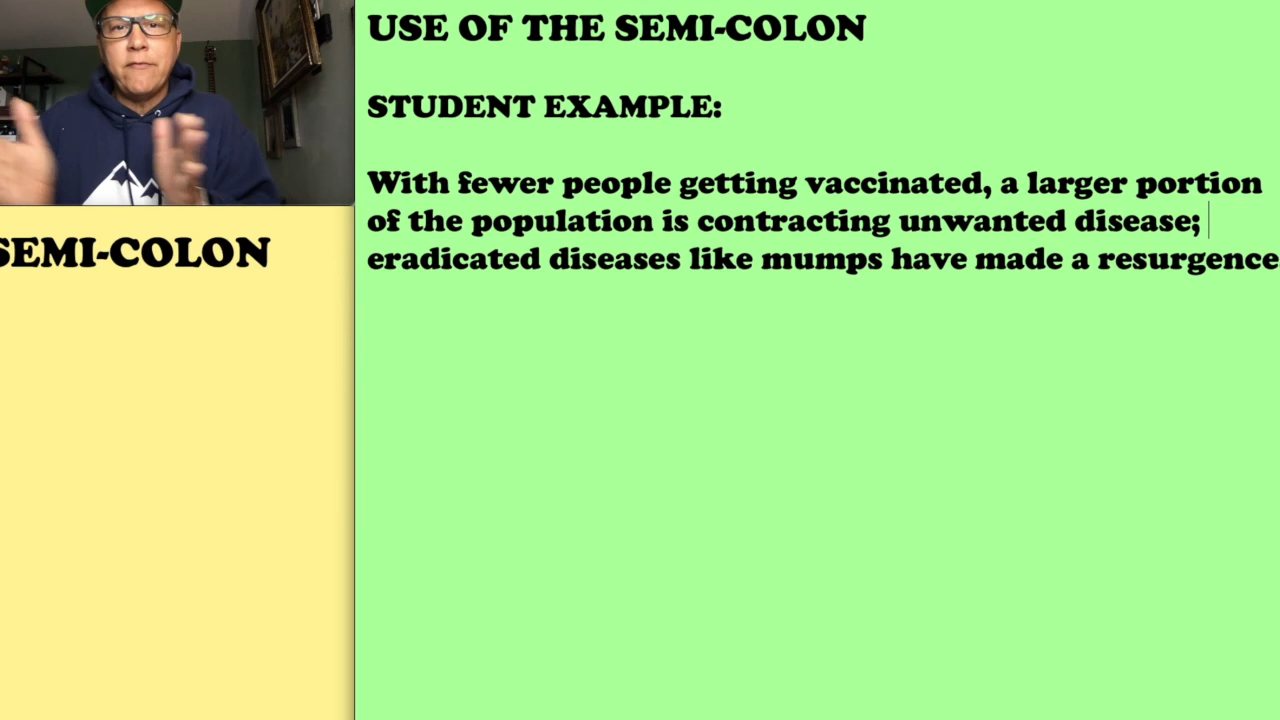 USE OF THE SEMI-COLON
STUDENT EXAMPLE:
With fewer people getting vaccinated, a larger portion
of the population is contracting unwanted disease;
eradicated diseases like mumps have made a resurgence
SEMI-COLON